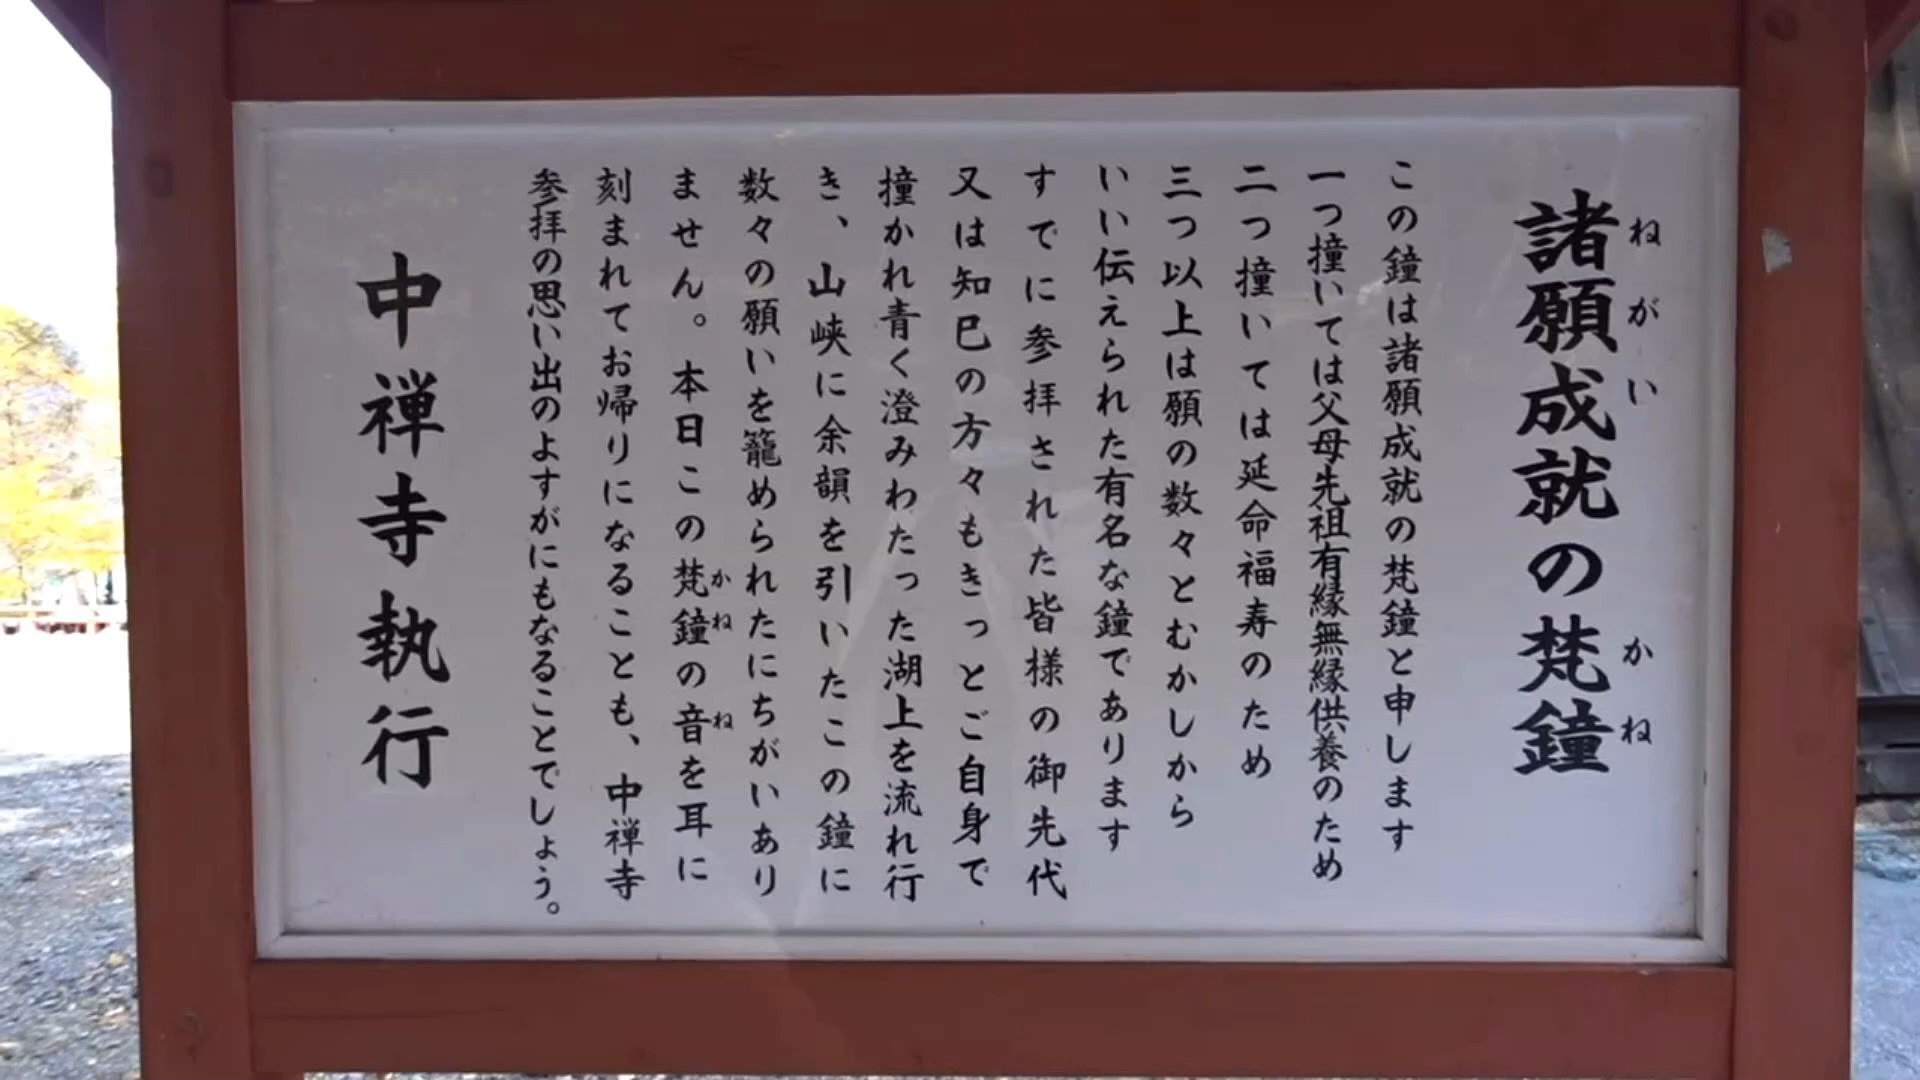 諸願成就の梵鐘
ねがい かね
この鐘は諸願成就の梵鐘と申します
一つ撞いては父母先祖有縁無縁供養のため
二つ撞いては延命福寿のため
三つ以上は願の数々とむかしから
いい伝えられた有名な鐘であります
すでに参拝された皆様の御先代
又は知巳の方々もきっとご自身で
撞かれ青く澄みわたった湖上を流れ行
き、山峡に余韻を引いたこの鐘に
数々の願いを籠められたにちがいあり
ません。本日この梵鐘の音を耳に
かね ね
刻まれてお帰りになることも、中禅寺
参拝の思い出のよすがにもなることでしょう。
中禅寺執行